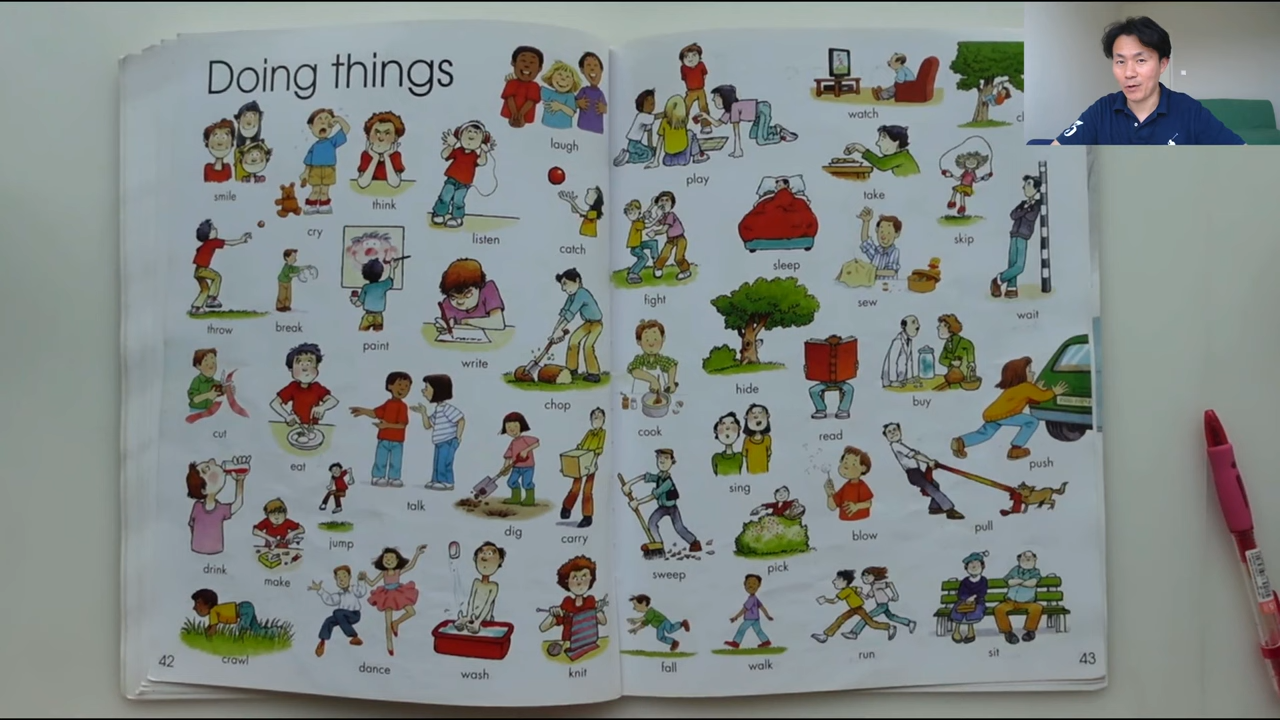 Doing things
smile
cry
think
listen
laugh
catch
throw
break
paint
write
chop
cut
eat
talk
dig
carry
drink
make
jump
crawl
dance
wash
knit
42
play
watch
take
skip
wait
fight
sleep
sew
cook
hide
read
buy
push
sing
blow
pull
sweep
pick
fall
walk
run
sit
43